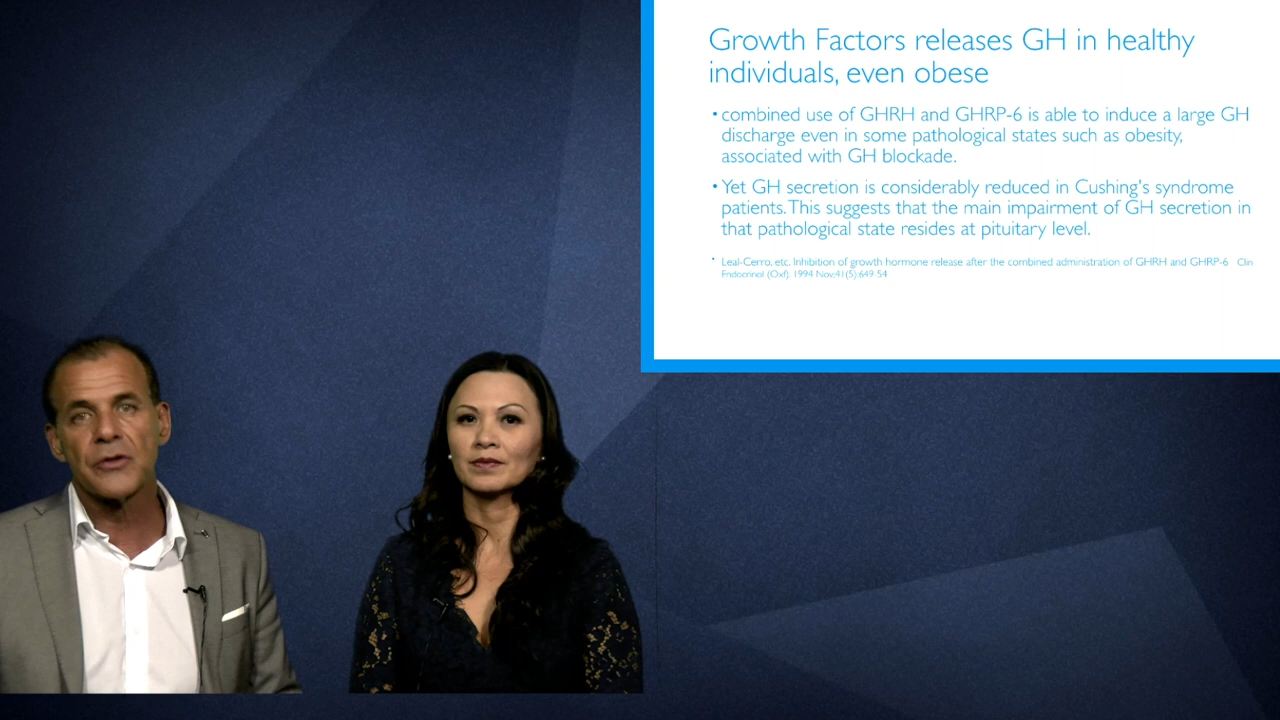 Growth Factors releases GH in healthy
individuals, even obese
• combined use of GHRH and GHRP-6 is able to induce a large GH
discharge even in some pathological states such as obesity,
associated with GH blockade.
• Yet GH secretion is considerably reduced in Cushing's syndrome
patients. This suggests that the main impairment of GH secretion in
that pathological state resides at pituitary level.
• Leal-Cerro, etc. Inhibition of growth hormone release after the combined administration of GHRH and GHRP-6 Clin
Endocrinol (Oxf). 1994 Nov;41(5):649-54